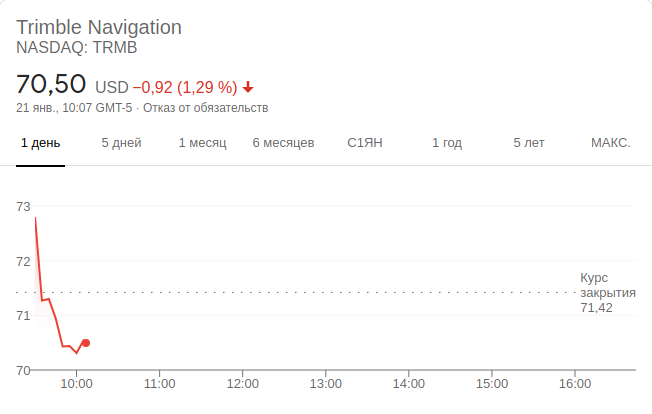 Trimble Navigation
NASDAQ: TRMB
70,50 USD −0,92 (1,29 %)
21 янв., 10:07 GMT-5 · Отказ от обязательств
1 день 5 дней 1 месяц 6 месяцев С1ЯН 1 год 5 лет МАКС.
73
72
Курс
закрытия
71,42
71
70
10:00 11:00 12:00 13:00 14:00 15:00 16:00